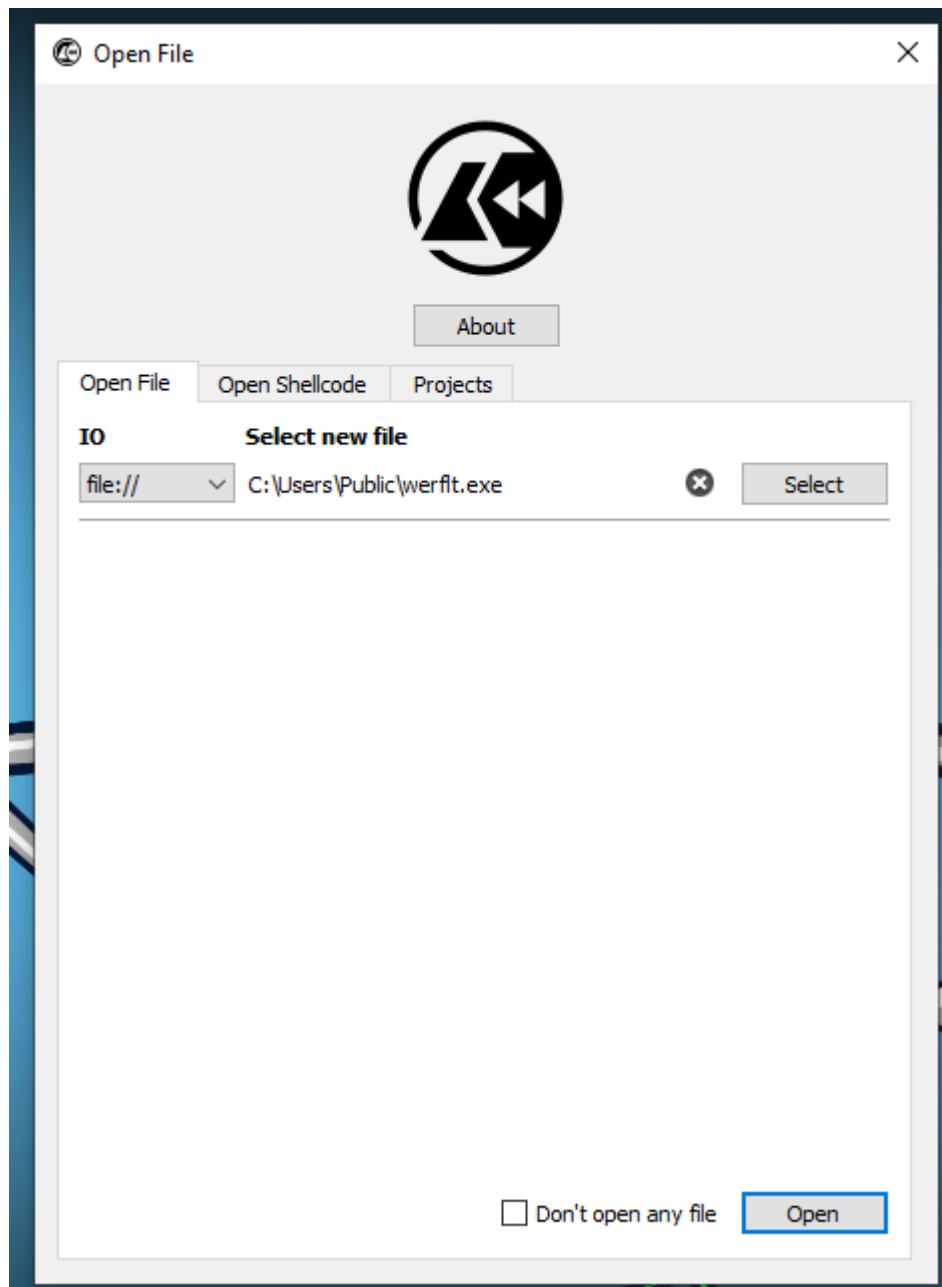 Open File
About
Open File Open Shellcode Projects
IO Select new file
file:// C:\Users\Public\werflt.exe Select
Don't open any file Open